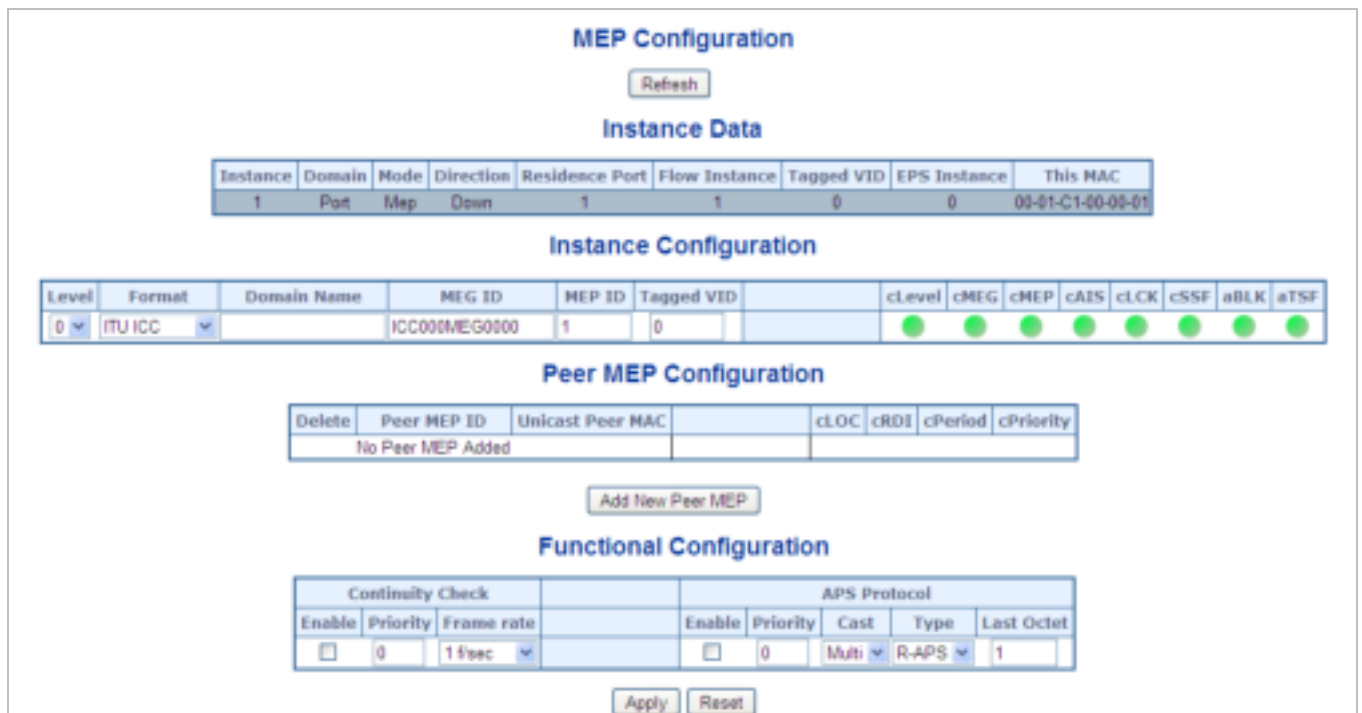 MEP Configuration
Refresh
Instance Data
Instance Domain Mode Direction Residence Port Flow Instance Tagged VID EPS Instance This MAC
1 Port Mep Down 1 1 0 0 00-01-C1-00-00-01
Instance Configuration
Level Format Domain Name MEG ID MEP ID Tagged VID cLevel cMEG cMEP cAIS cLCK cSSF aBLK aTSF
0 ITU ICC ICC000MEG0000 1 0
Peer MEP Configuration
Delete Peer MEP ID Unicast Peer MAC cLOC cRDI cPeriod cPriority
No Peer MEP Added
Add New Peer MEP
Functional Configuration
Continuity Check APS Protocol
Enable Priority Frame rate Enable Priority Cast Type Last Octet
0 1 f/sec 0 Multi R-APS 1
Apply Reset